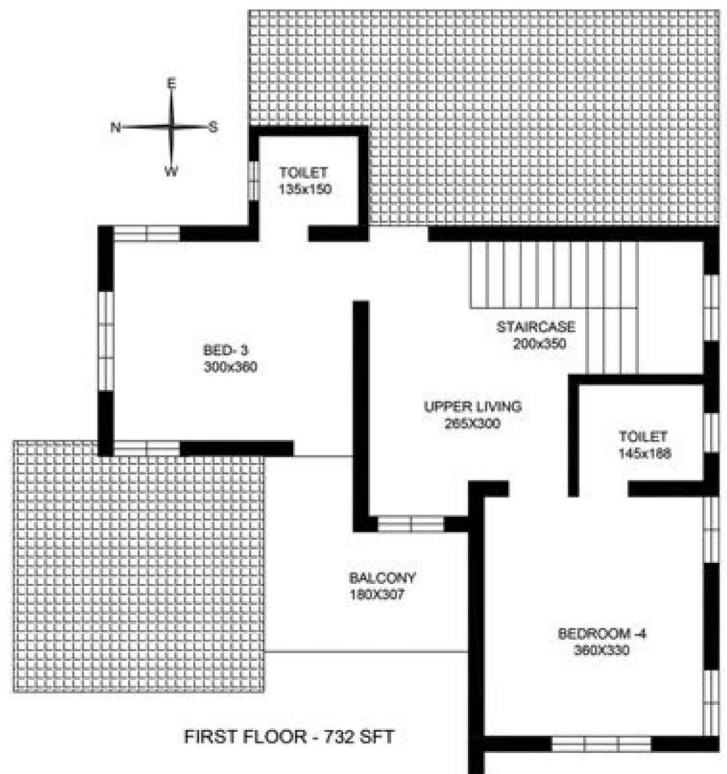 E
N S
W
TOILET
135x150
BED- 3
300x360
STAIRCASE
200x350
UPPER LIVING
265X300
TOILET
145x188
BALCONY
180X307
BEDROOM -4
360X330
FIRST FLOOR - 732 SFT